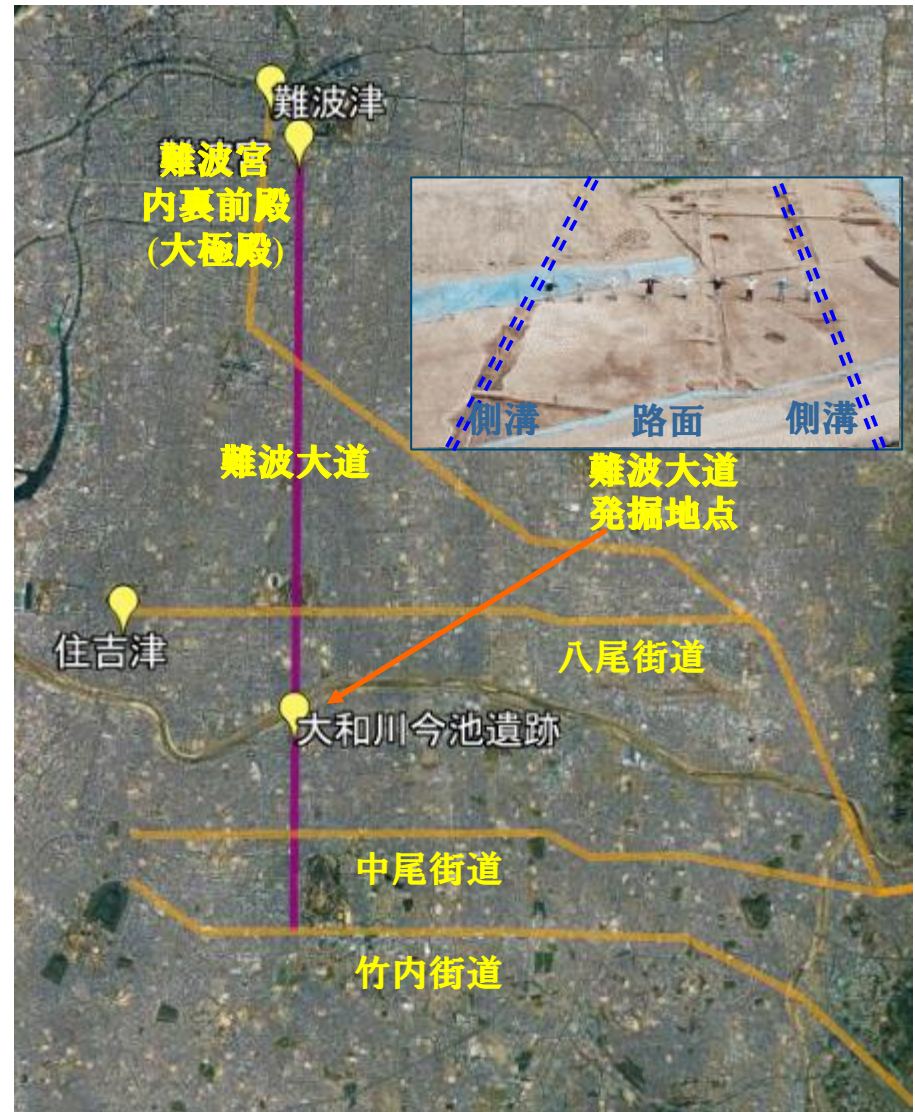 難波津
難波宮
内裏前殿
(大極殿)
側溝
路面
側溝
難波大道
難波大道
発掘地点
住吉津
八尾街道
大和川今池遺跡
中尾街道
竹内街道